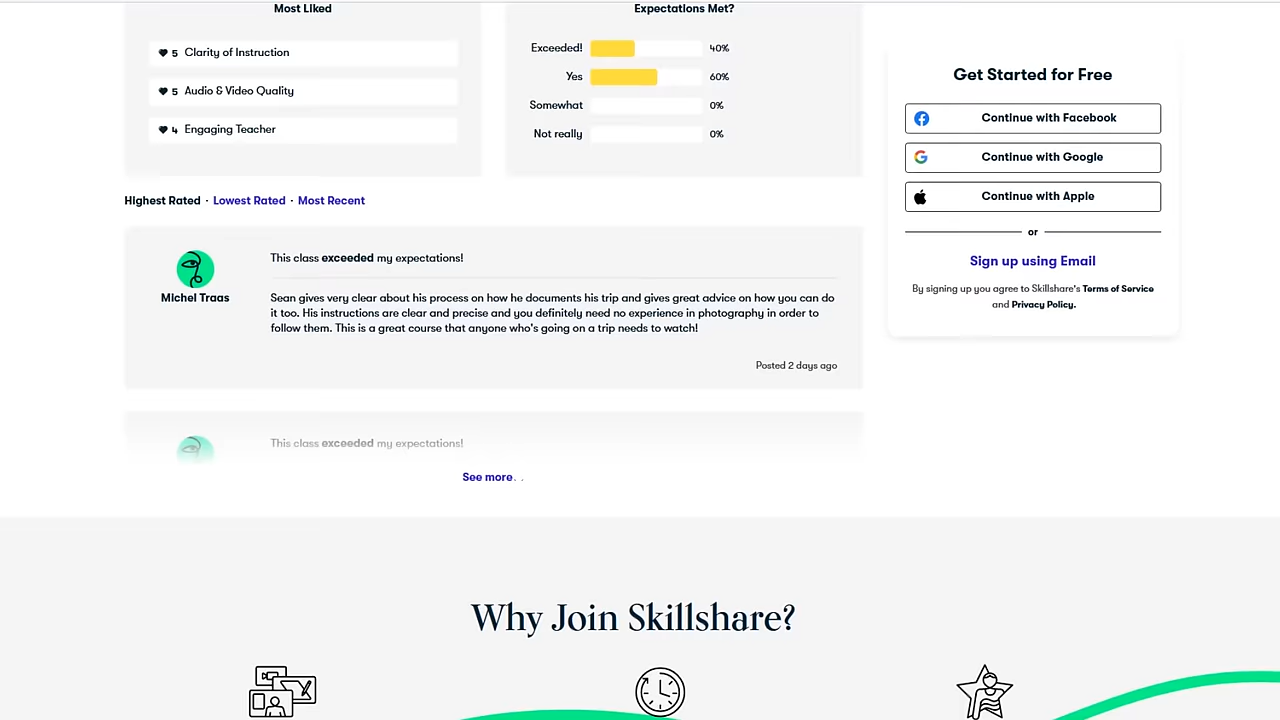 Most Liked
5 Clarity of Instruction
5 Audio & Video Quality
4 Engaging Teacher
Expectations Met?
Exceeded! 40%
Yes 60%
Somewhat 0%
Not really 0%
Highest Rated · Lowest Rated · Most Recent
This class exceeded my expectations!
MIchel Traas
Sean gives very clear about his process on how he documents his trip and gives great advice on how you can do
it too. His instructions are clear and precise and you definitely need no experience in photography in order to
follow them. This is a great course that anyone who's going on a trip needs to watch!
Posted 2 days ago
This class exceeded my expectations!
See more
Get Started for Free
Continue with Facebook
Continue with Google
Continue with Apple
or
Sign up using Email
By signing up you agree to Skillshare's Terms of Service
and Privacy Policy.
Why Join Skillshare?